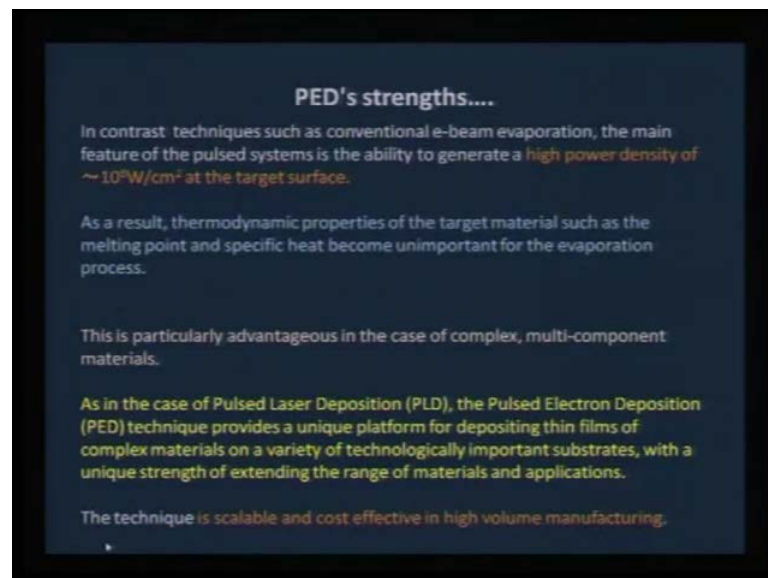 PED's strengths....
In contrast techniques such as conventional e-beam evaporation, the main
feature of the pulsed systems is the ability to generate a high power density of
~10⁸W/cm² at the target surface.
As a result, thermodynamic properties of the target material such as the
melting point and specific heat become unimportant for the evaporation
process.
This is particularly advantageous in the case of complex, multi-component
materials.
As in the case of Pulsed Laser Deposition (PLD), the Pulsed Electron Deposition
(PED) technique provides a unique platform for depositing thin films of
complex materials on a variety of technologically important substrates, with a
unique strength of extending the range of materials and applications.
The technique is scalable and cost effective in high volume manufacturing.